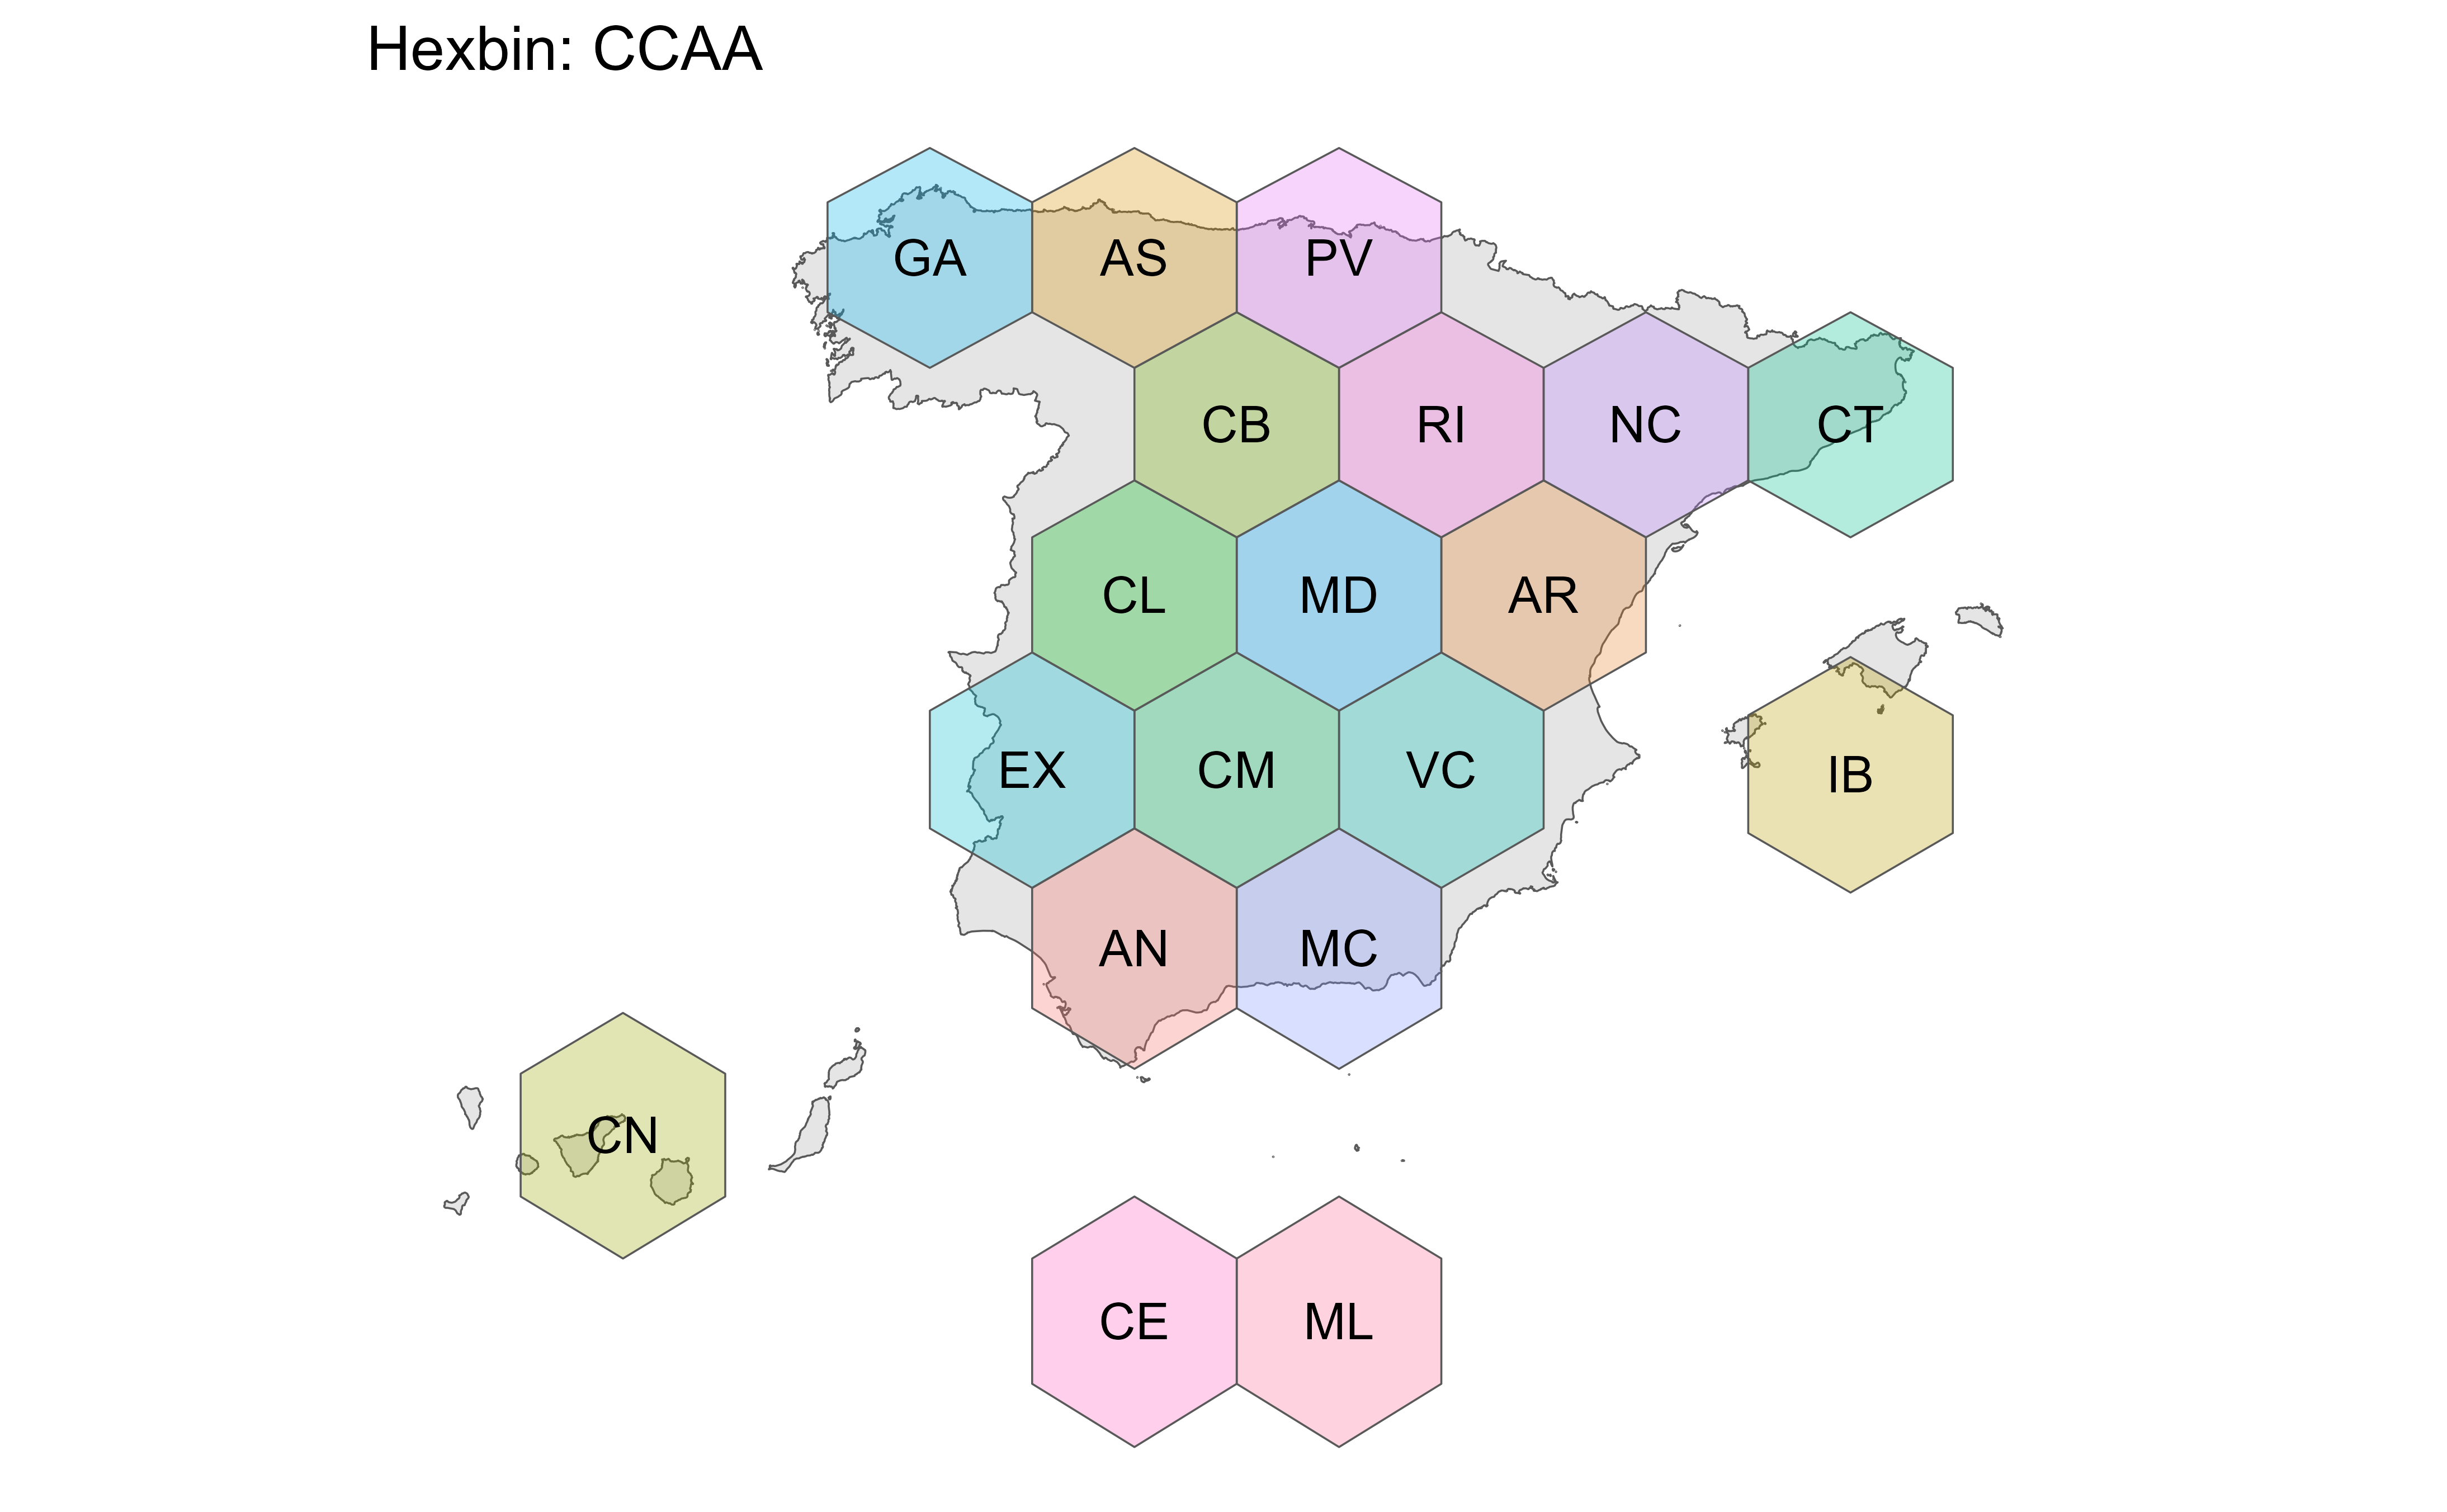 Hexbin: CCAA
GA AS PV
CB RI NC CT
CL MD AR
EX CM VC IB
AN MC
CN
CE ML